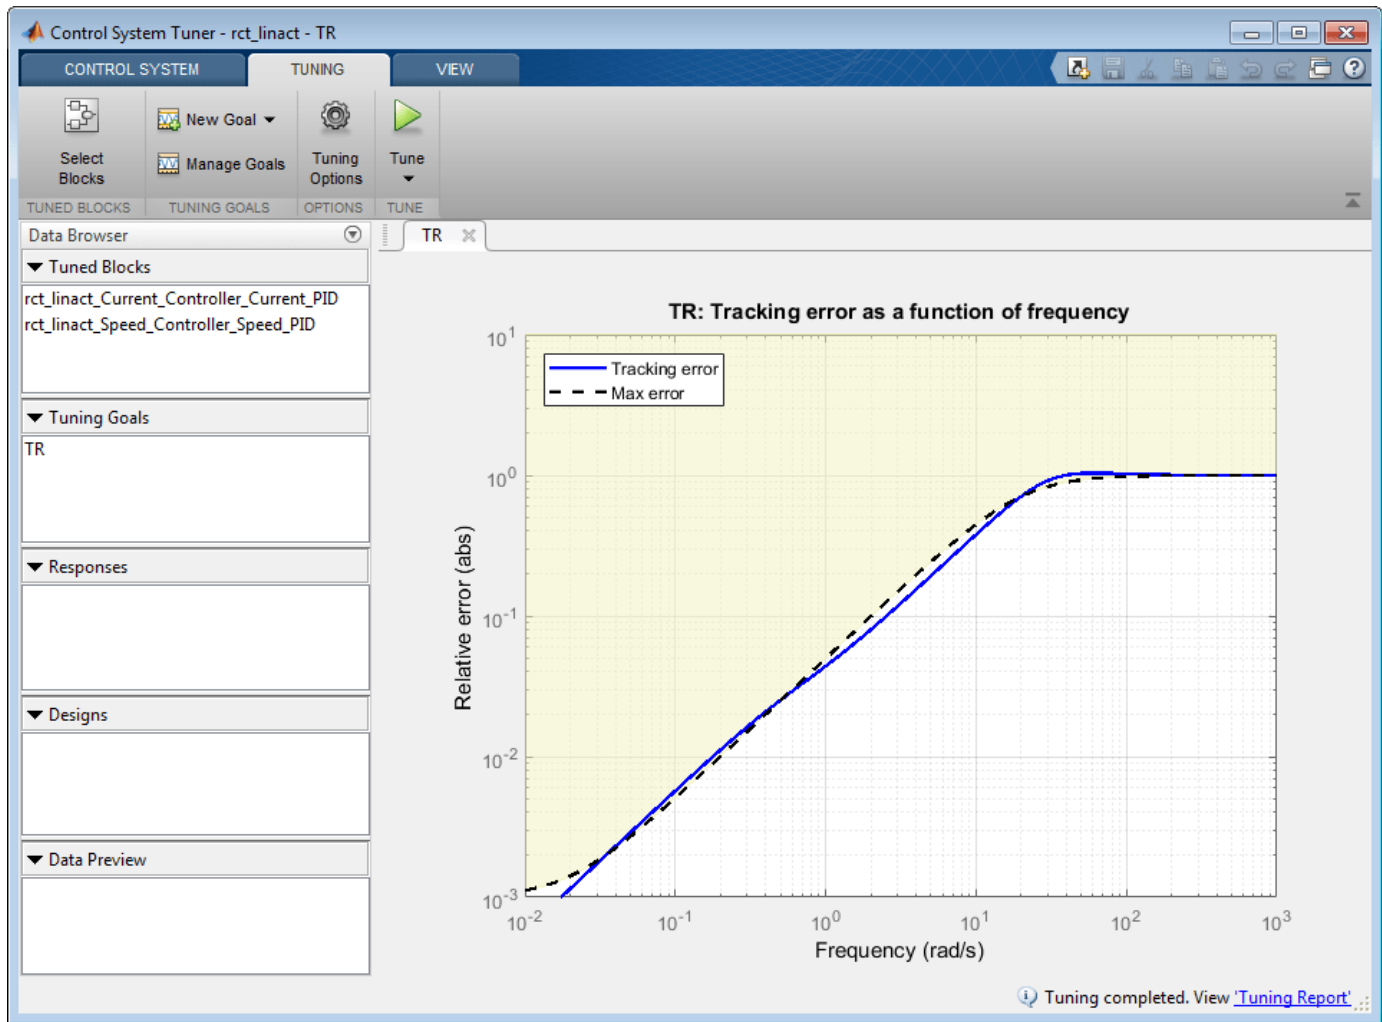 Control System Tuner - rct_linact - TR
CONTROL SYSTEM TUNING VIEW
New Goal
Select Blocks
Manage Goals
Tuning Options
Tune
TUNED BLOCKS TUNING GOALS OPTIONS TUNE
Data Browser
TR
Tuned Blocks
rct_linact_Current_Controller_Current_PID
rct_linact_Speed_Controller_Speed_PID
Tuning Goals
TR
Responses
Designs
Data Preview
TR: Tracking error as a function of frequency
Tracking error
Max error
Relative error (abs)
10^1
10^0
10^-1
10^-2
10^-3
10^-2 10^-1 10^0 10^1 10^2 10^3
Frequency (rad/s)
Tuning completed. View 'Tuning Report'